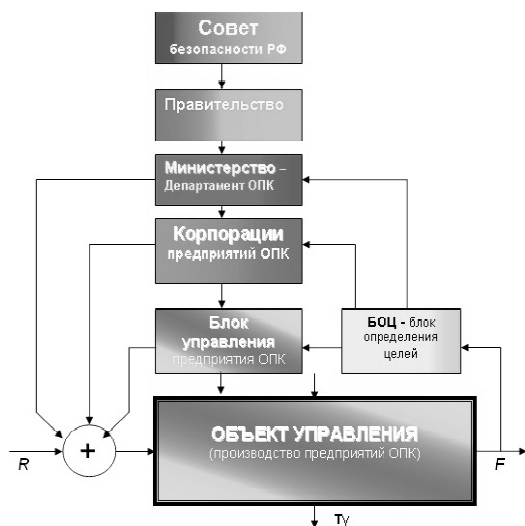 Совет
безопасности РФ
Правительство
Министерство –
Департамент ОПК
Корпорации
предприятий ОПК
Блок
управления
предприятия ОПК
БОЦ - блок
определения
целей
ОБЪЕКТ УПРАВЛЕНИЯ
(производство предприятий ОПК)
+
R
F
Tγ